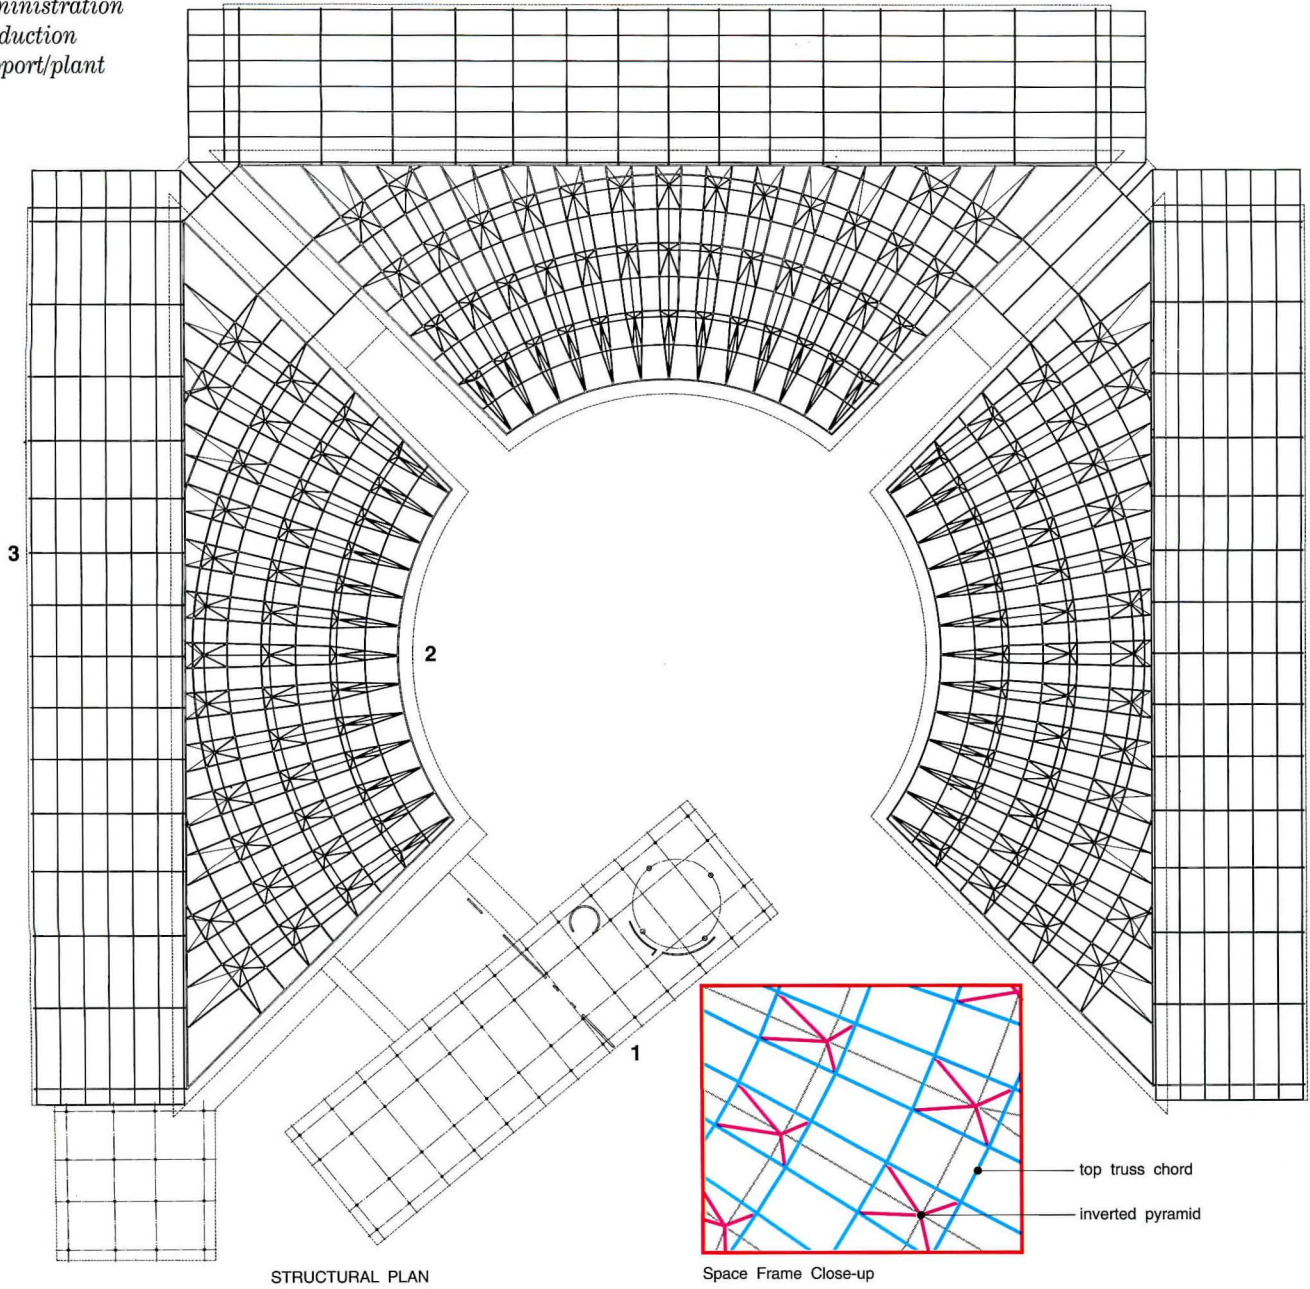 ministration
duction
port/plant
3
2
1
top truss chord
inverted pyramid
STRUCTURAL PLAN
Space Frame Close-up